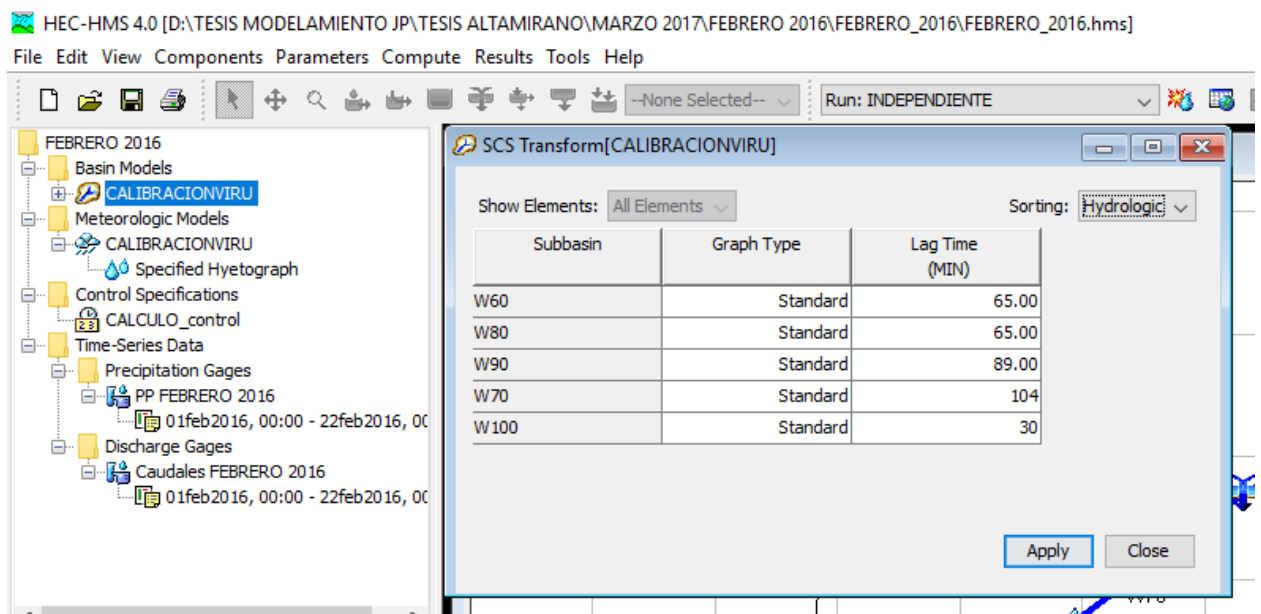 HEC-HMS 4.0 [D:\TESIS MODELAMIENTO JP\TESIS ALTAMIRANO\MARZO 2017\FEBRERO 2016\FEBRERO_2016\FEBRERO_2016.hms]
File Edit View Components Parameters Compute Results Tools Help
--None Selected-- Run: INDEPENDIENTE
FEBRERO 2016
Basin Models
CALIBRACIONVIRU
Meteorologic Models
CALIBRACIONVIRU
Specified Hyetograph
Control Specifications
CALCULO_control
Time-Series Data
Precipitation Gages
PP FEBRERO 2016
01feb2016, 00:00 - 22feb2016, 00
Discharge Gages
Caudales FEBRERO 2016
01feb2016, 00:00 - 22feb2016, 00
SCS Transform[CALIBRACIONVIRU]
Show Elements: All Elements Sorting: Hydrologic
Subbasin Graph Type Lag Time
(MIN)
W60 Standard 65.00
W80 Standard 65.00
W90 Standard 89.00
W70 Standard 104
W100 Standard 30
Apply Close